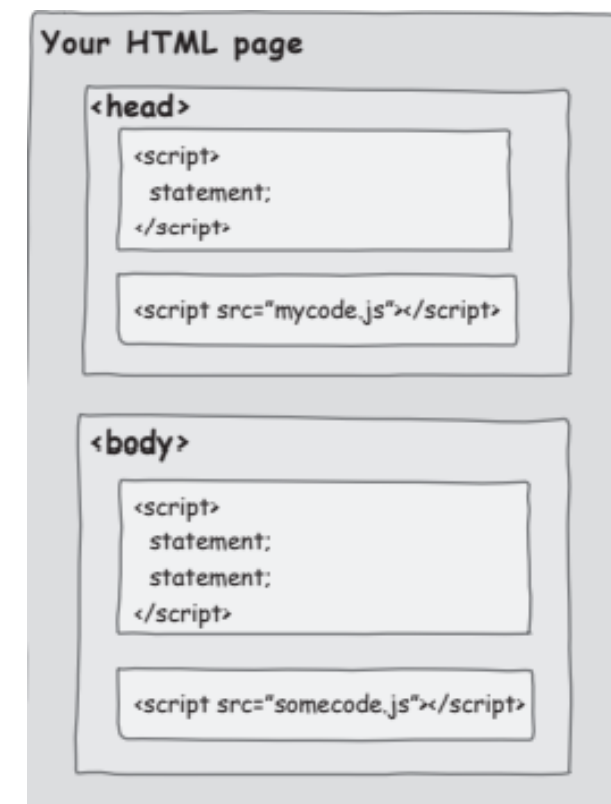 Your HTML page
<head>
<script>
statement;
</script>
<script src="mycode.js"></script>
<body>
<script>
statement;
statement;
</script>
<script src="somecode.js"></script>